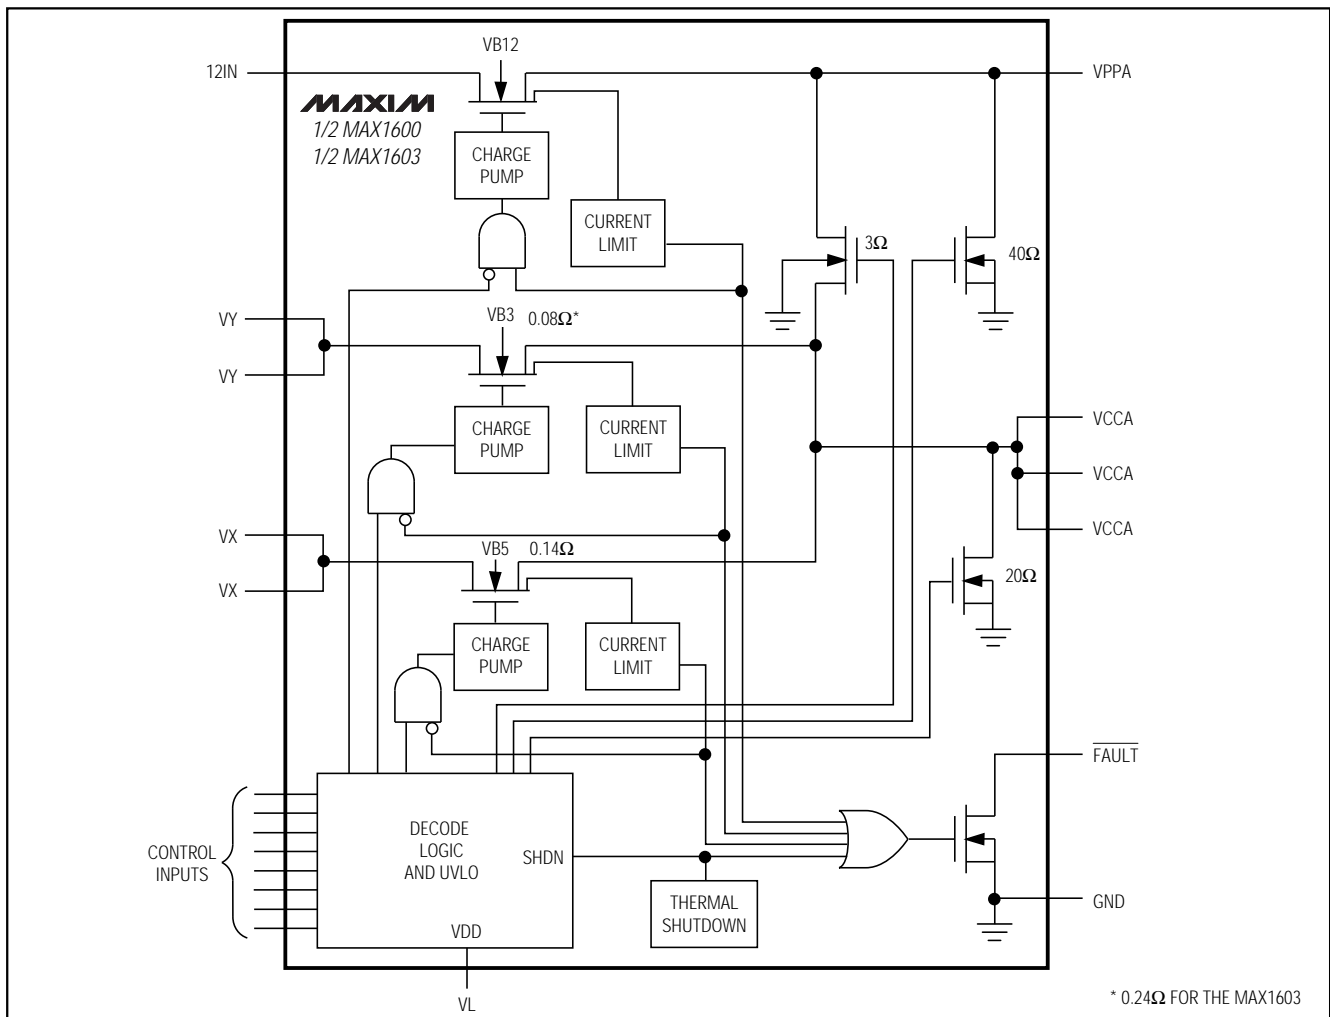 VB12
12IN
VPPA
MAXIM
1/2 MAX1600
1/2 MAX1603
CHARGE
PUMP
CURRENT
LIMIT
3Ω
40Ω
VY
VB3
0.08Ω*
VY
CHARGE
PUMP
CURRENT
LIMIT
VCCA
VCCA
VCCA
VX
VB5
0.14Ω
VX
20Ω
CHARGE
PUMP
CURRENT
LIMIT
FAULT
CONTROL
INPUTS
DECODE
LOGIC
AND UVLO
SHDN
VDD
THERMAL
SHUTDOWN
GND
VL
* 0.24Ω FOR THE MAX1603